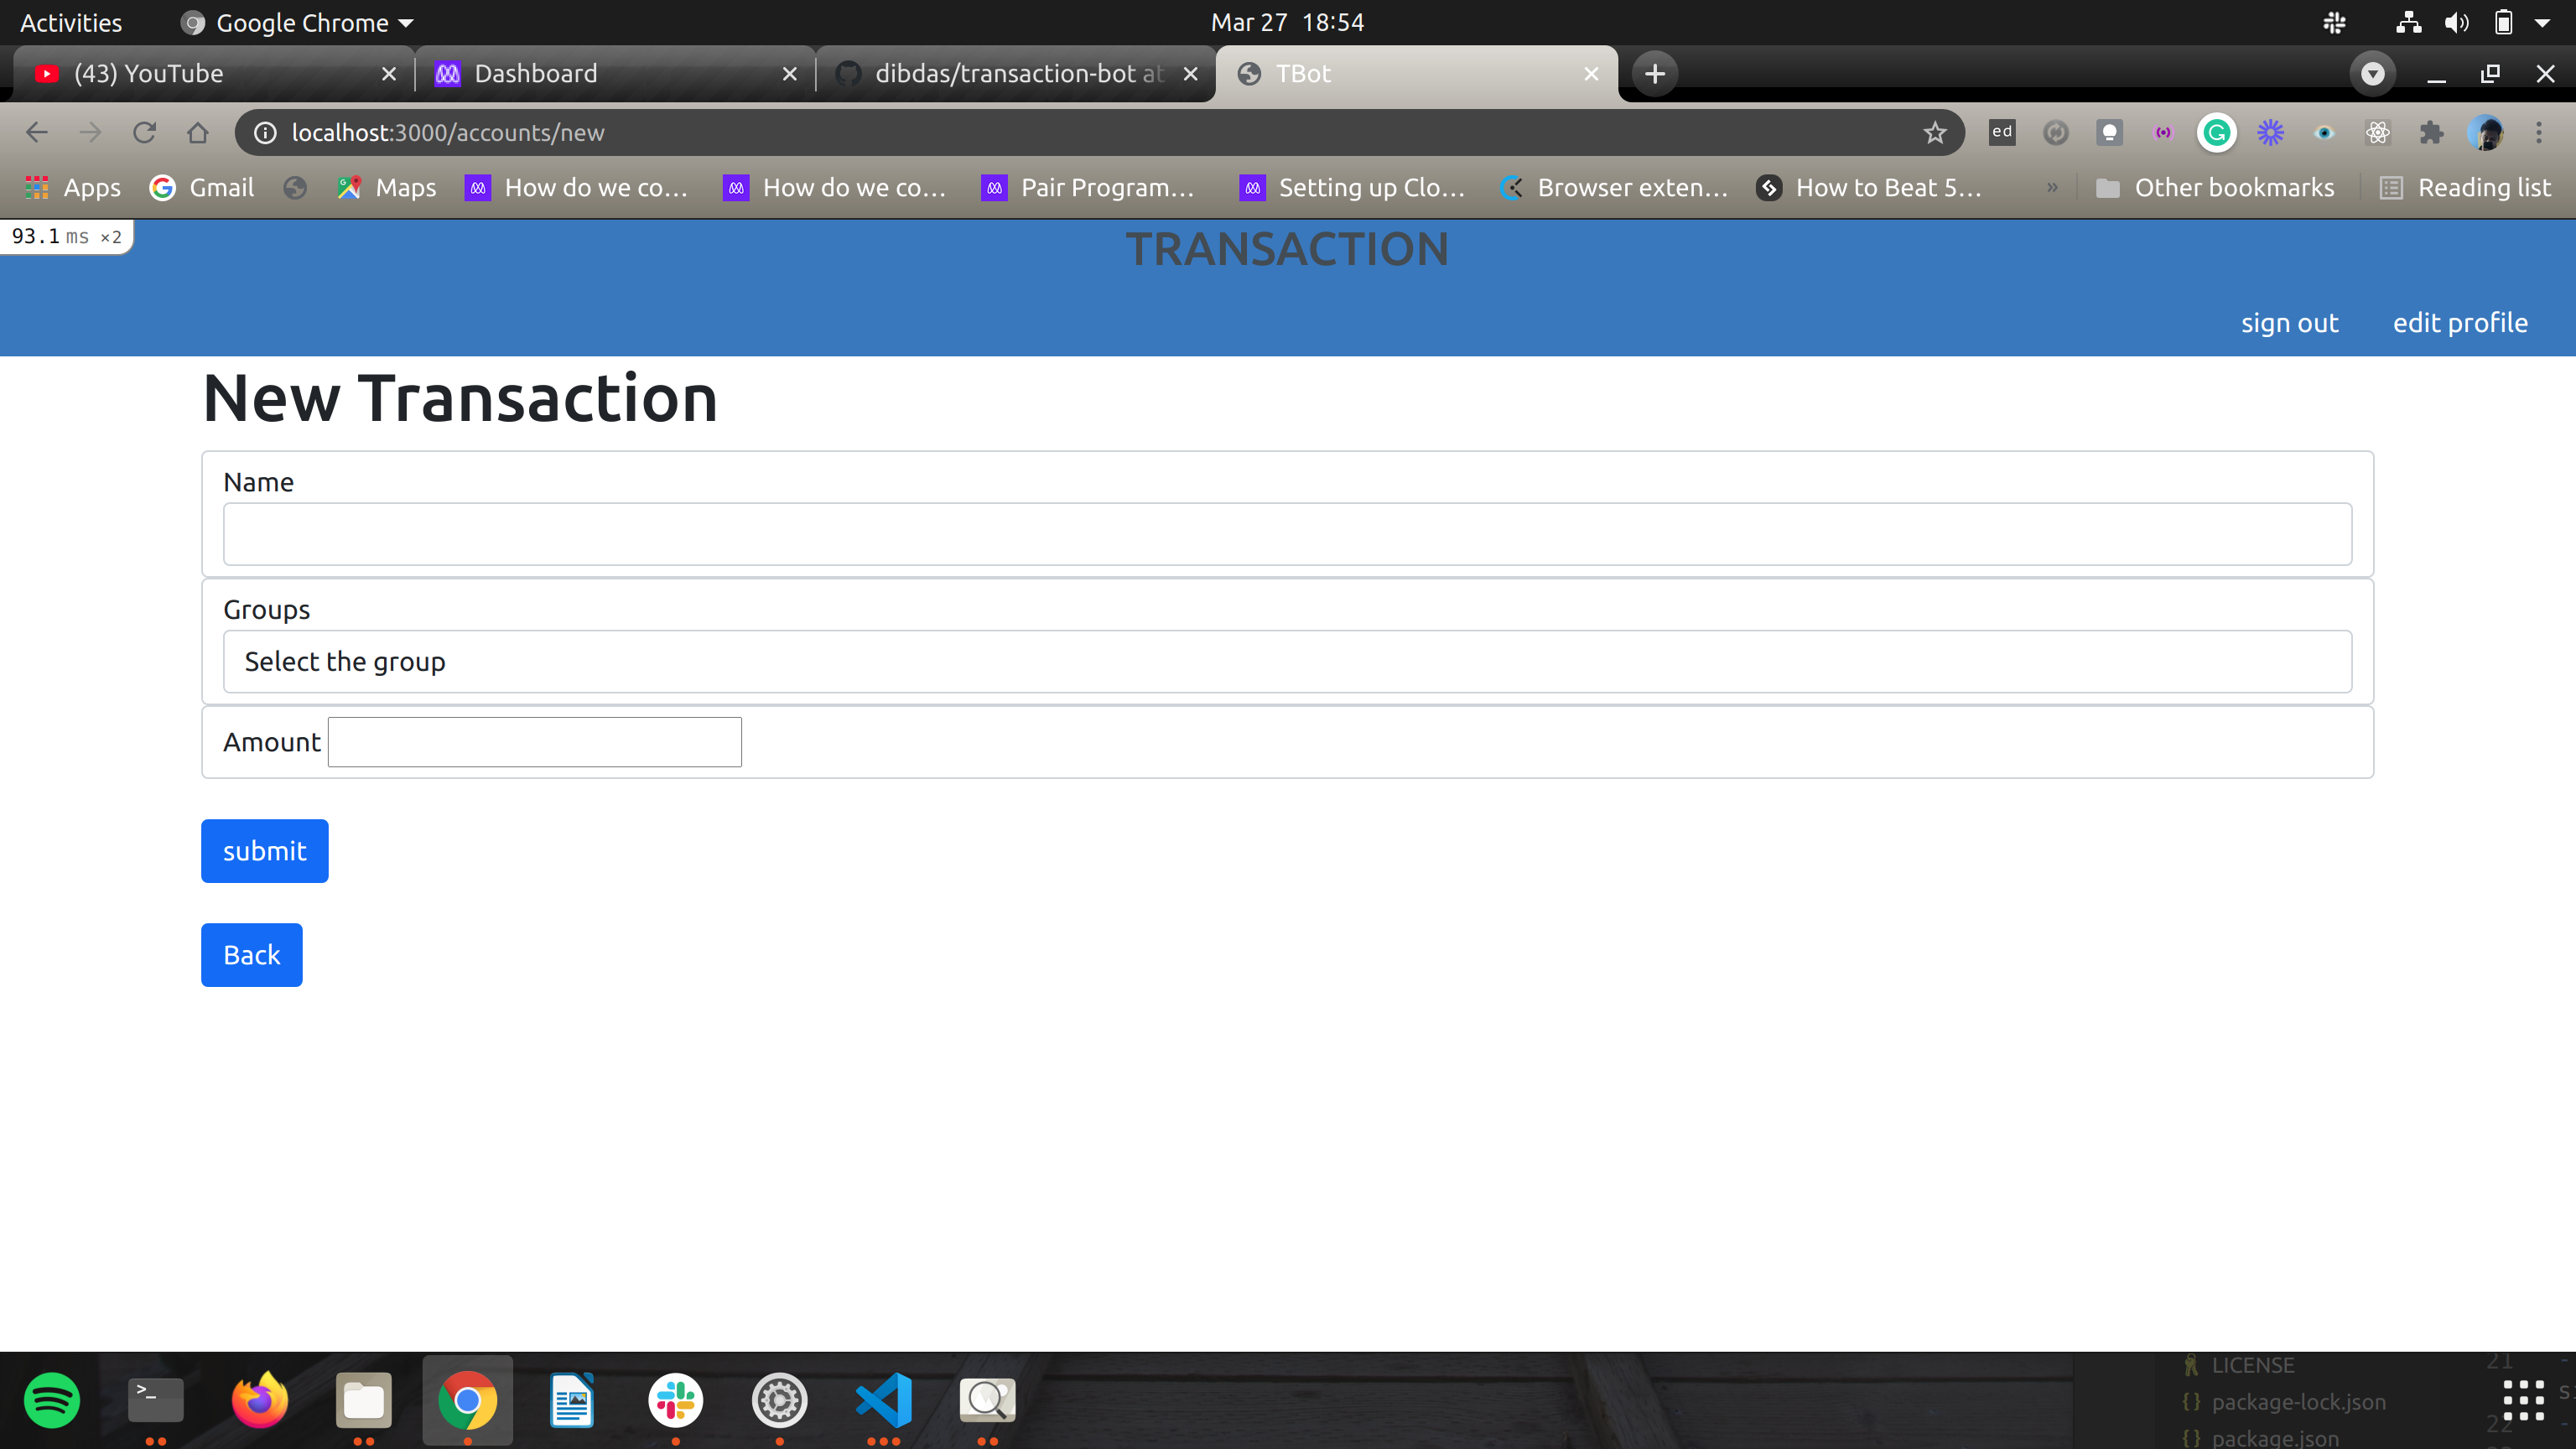 Activities
Google Chrome
Mar 27 18:54
(43) YouTube
Dashboard
dibdas/transaction-bot at
TBot
localhost:3000/accounts/new
ed
Apps
Gmail
Maps
How do we co...
How do we co...
Pair Program...
Setting up Clo...
Browser exten...
How to Beat 5...
»
Other bookmarks
Reading list
93.1 ms ×2
TRANSACTION
sign out
edit profile
New Transaction
Name
Groups
Select the group
Amount
submit
Back
LICENSE
21
package-lock.json
22
package.json